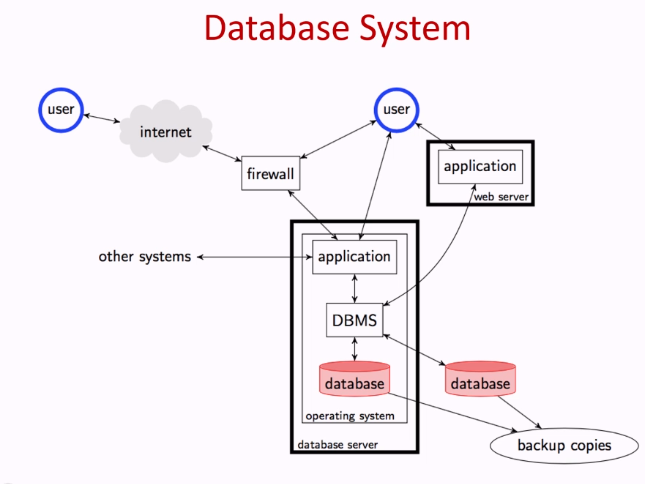 Database System
user
user
internet
application
firewall
web server
other systems
application
DBMS
database
database
operating system
database server
backup copies